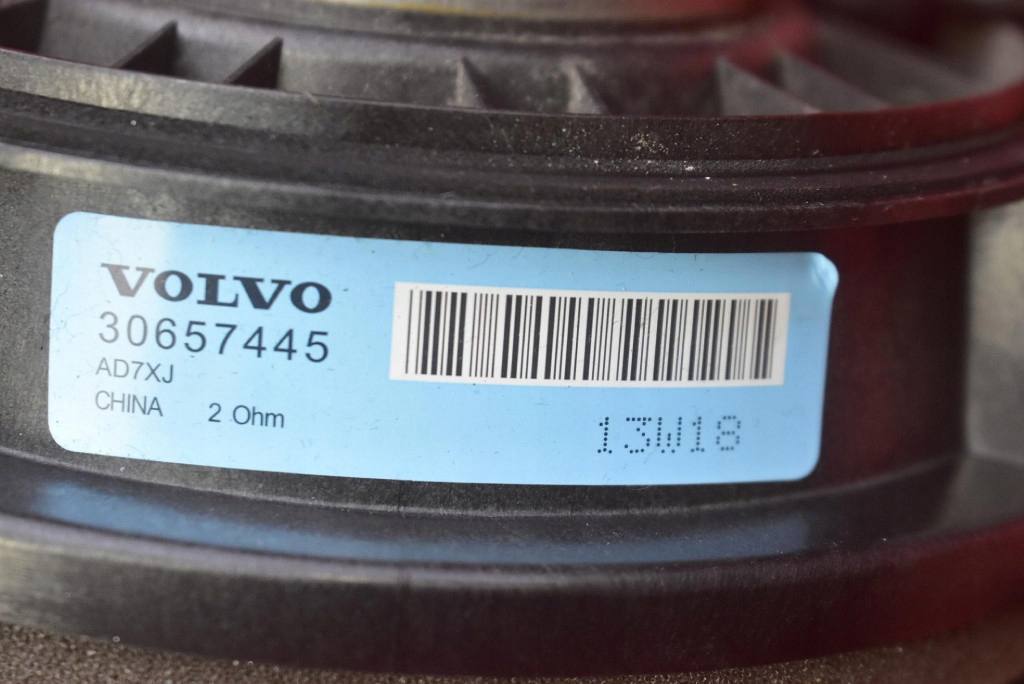 VOLVO
30657445
AD7XJ
CHINA 2 Ohm
13W18